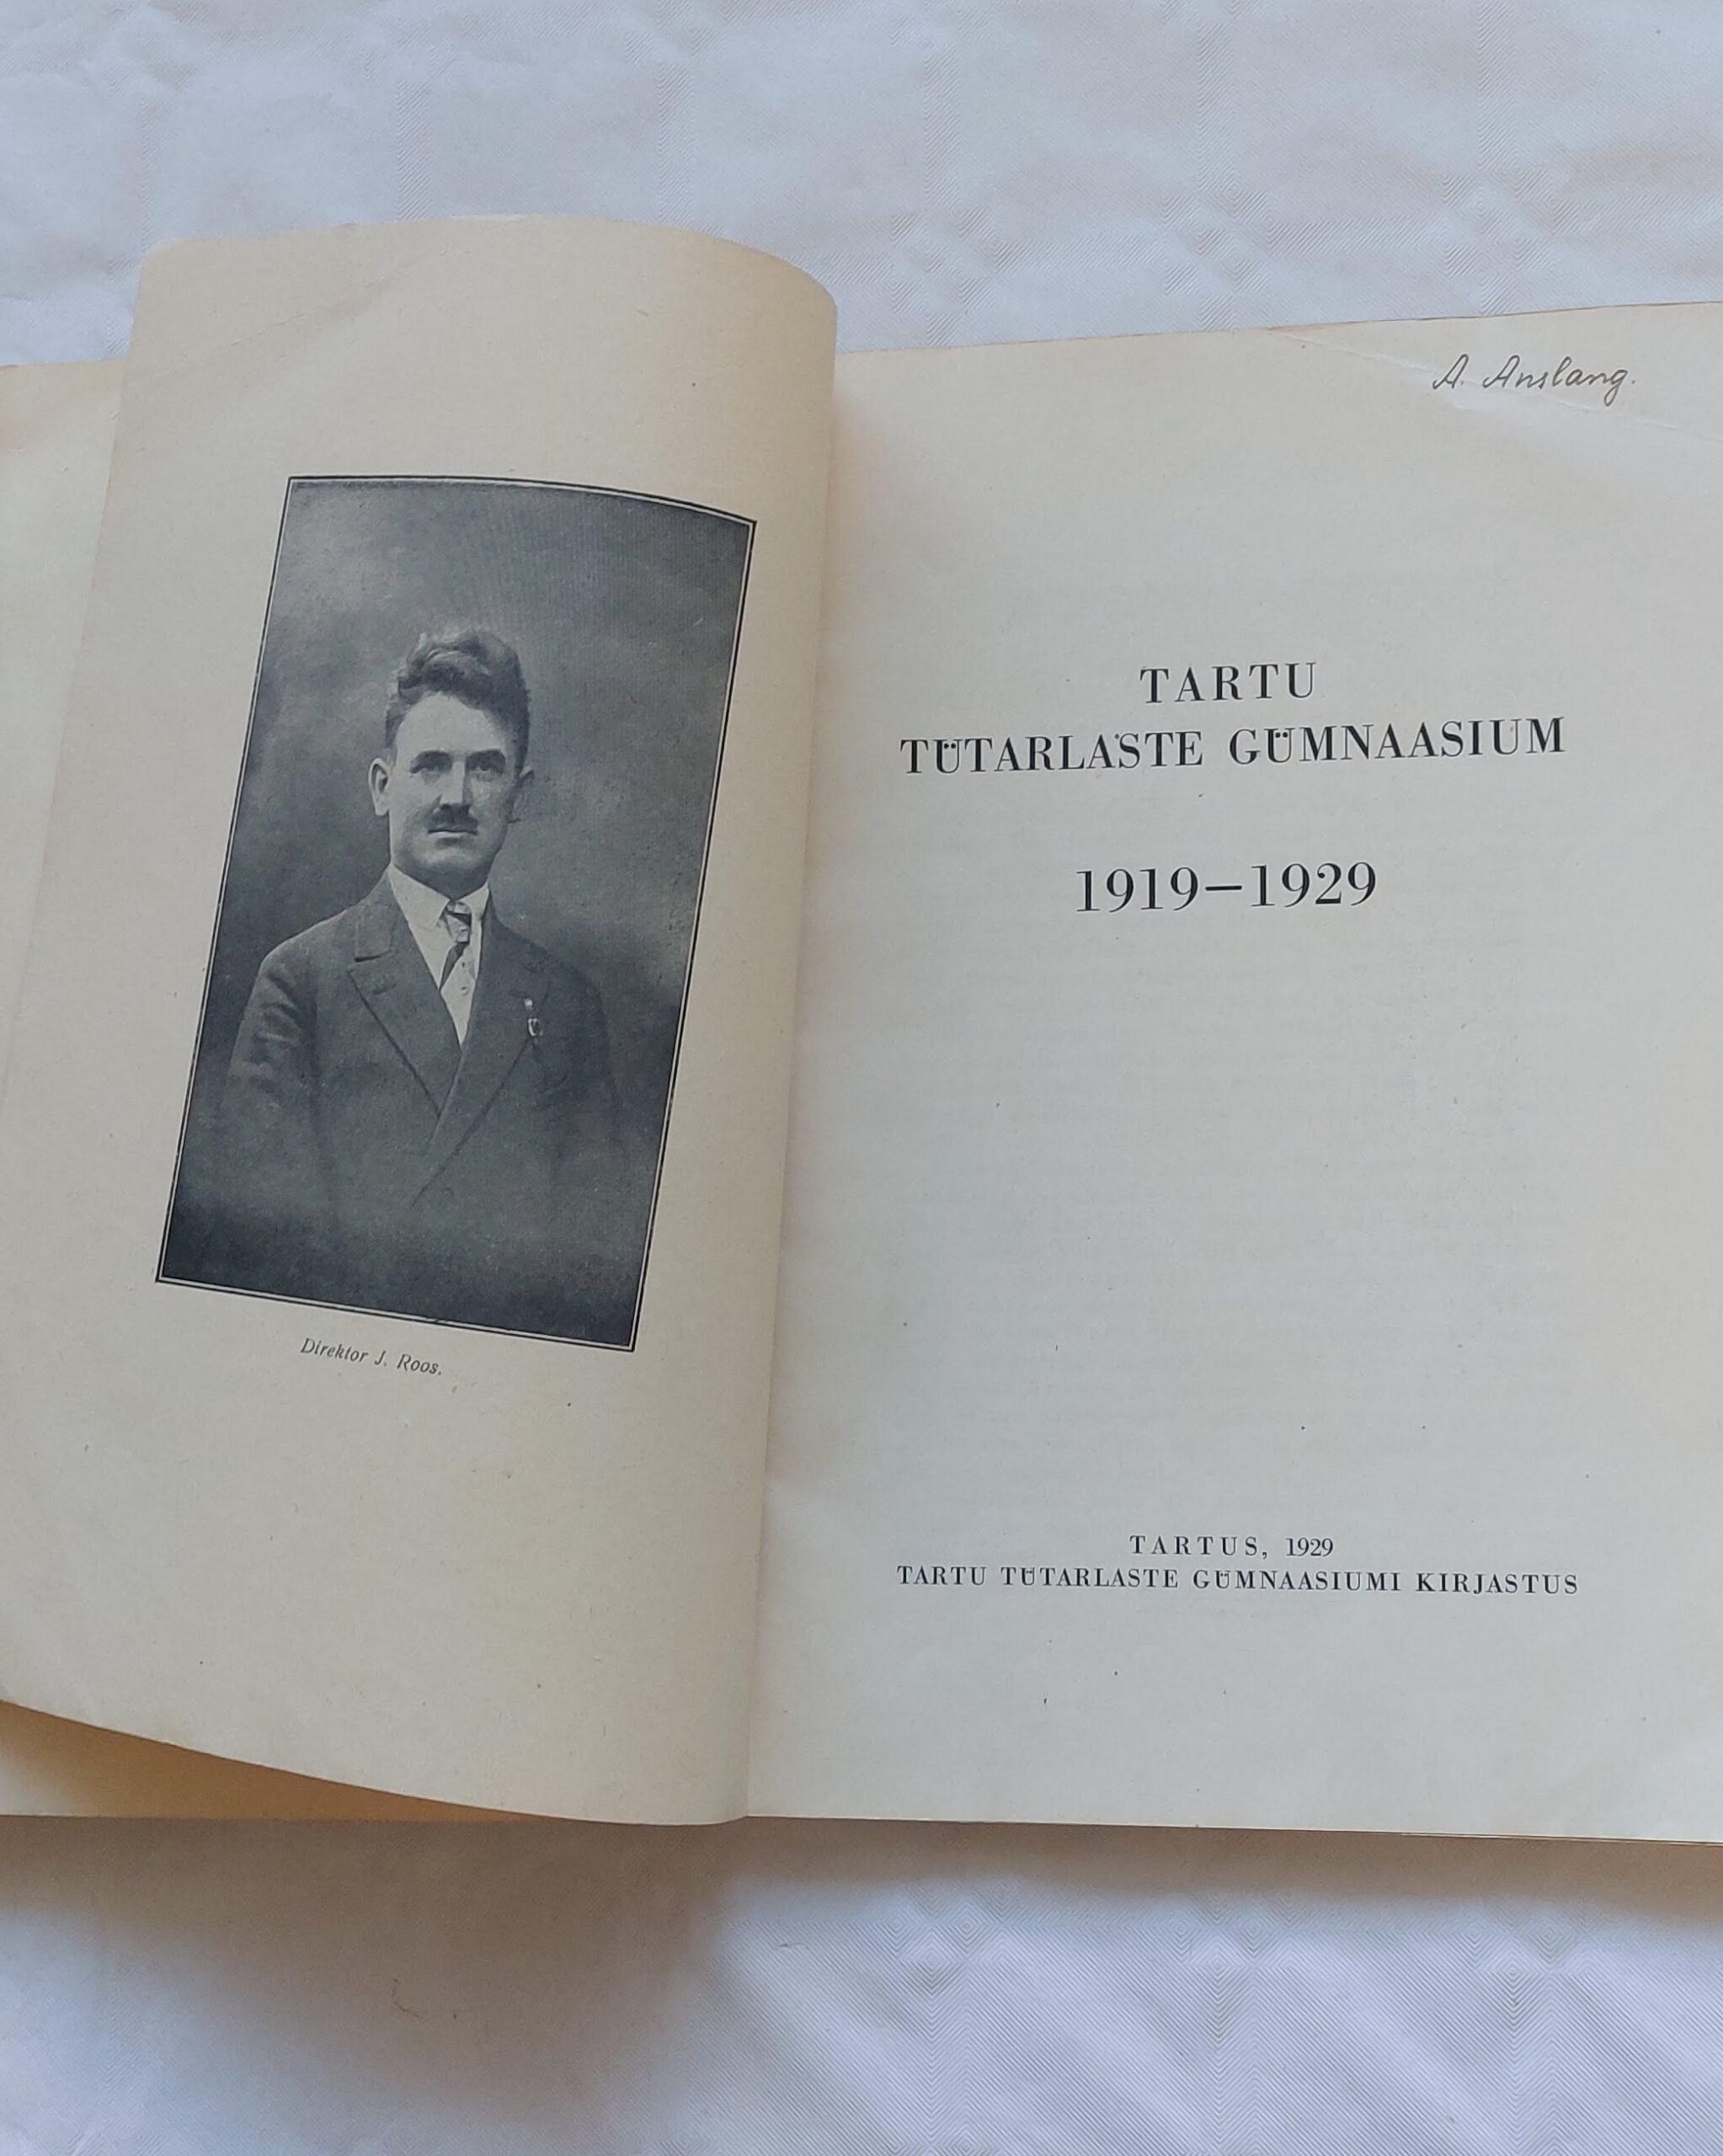 Direktor J. Roos.
A. Anslang.
TARTU
TÜTARLASTE GÜMNAASIUM
1919–1929
TARTUS, 1929
TARTU TÜTARLASTE GÜMNAASIUMI KIRJASTUS